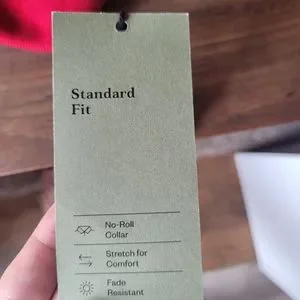 Standard
Fit
No-Roll
Collar
Stretch for
Comfort
Fade
Resistant